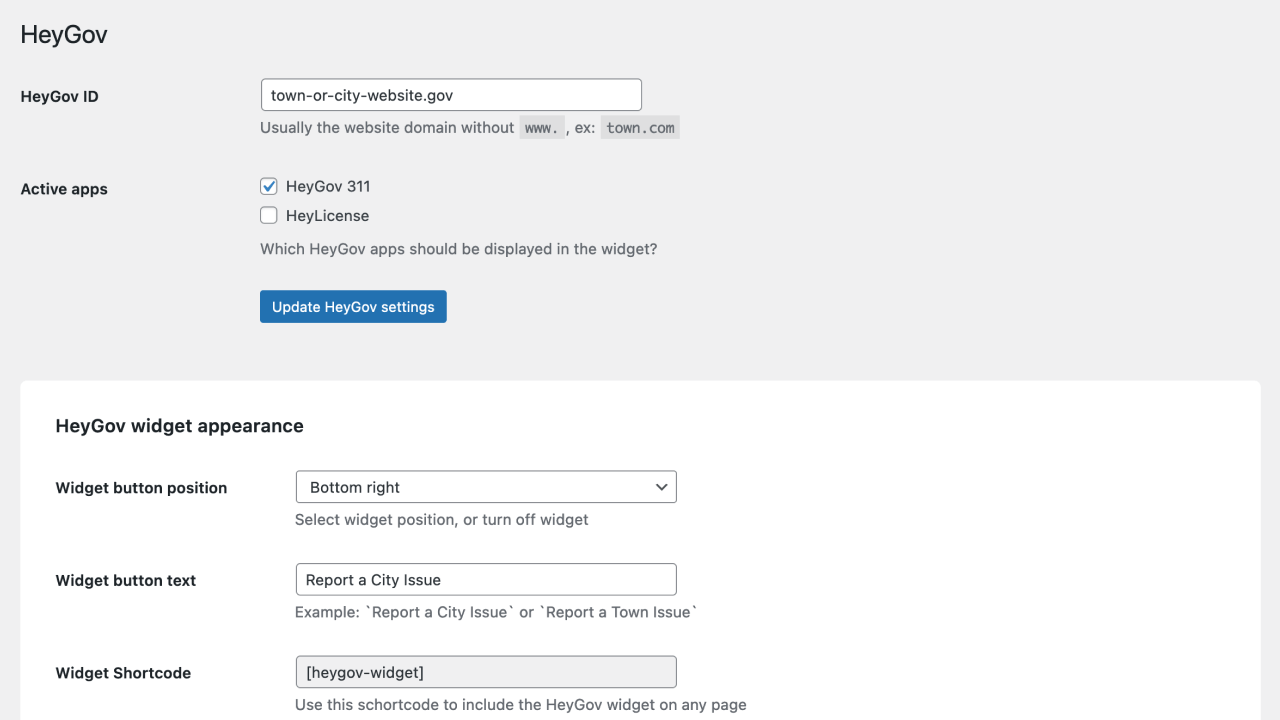 HeyGov
HeyGov ID
town-or-city-website.gov
Usually the website domain without www. , ex: town.com
Active apps
HeyGov 311
HeyLicense
Which HeyGov apps should be displayed in the widget?
Update HeyGov settings
HeyGov widget appearance
Widget button position
Bottom right
Select widget position, or turn off widget
Widget button text
Report a City Issue
Example: `Report a City Issue` or `Report a Town Issue`
Widget Shortcode
[heygov-widget]
Use this schortcode to include the HeyGov widget on any page